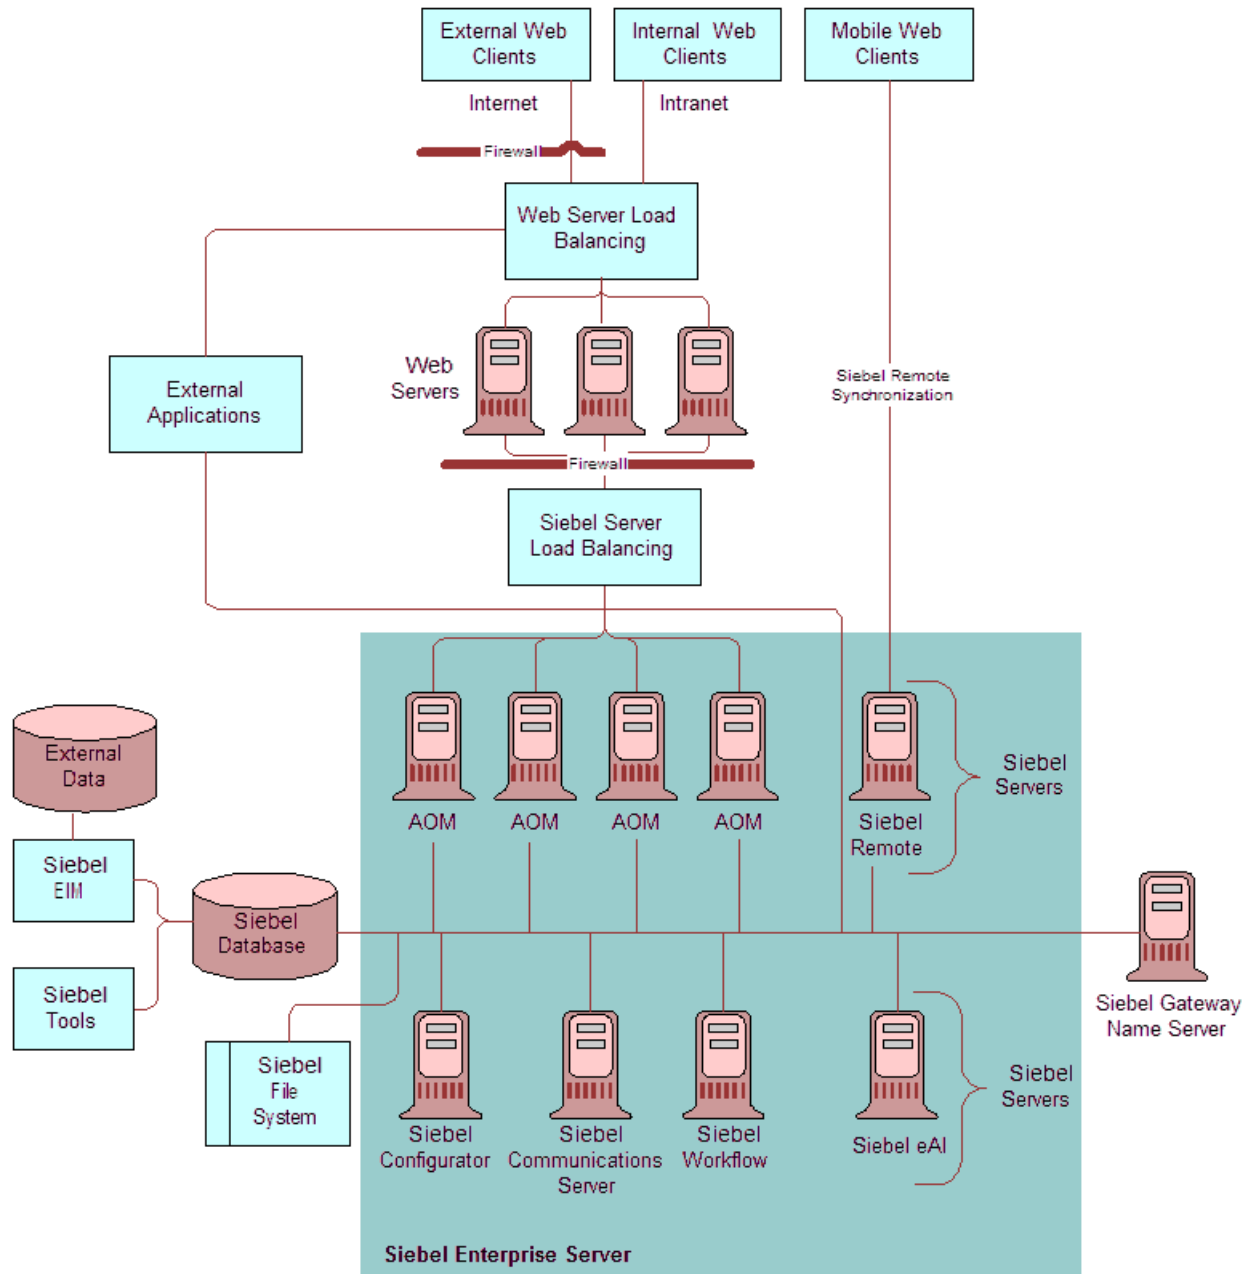 External Web
Clients
Internal Web
Clients
Mobile Web
Clients
Internet
Intranet
Firewall
Web Server Load
Balancing
Web
Servers
External
Applications
Siebel Remote
Synchronization
Firewall
Siebel Server
Load Balancing
External
Data
AOM
AOM
AOM
AOM
Siebel
Remote
Siebel
Servers
Siebel
EIM
Siebel
Database
Siebel
Tools
Siebel Gateway
Name Server
Siebel
File
System
Siebel
Configurator
Siebel
Communications
Server
Siebel
Workflow
Siebel eAI
Siebel
Servers
Siebel Enterprise Server